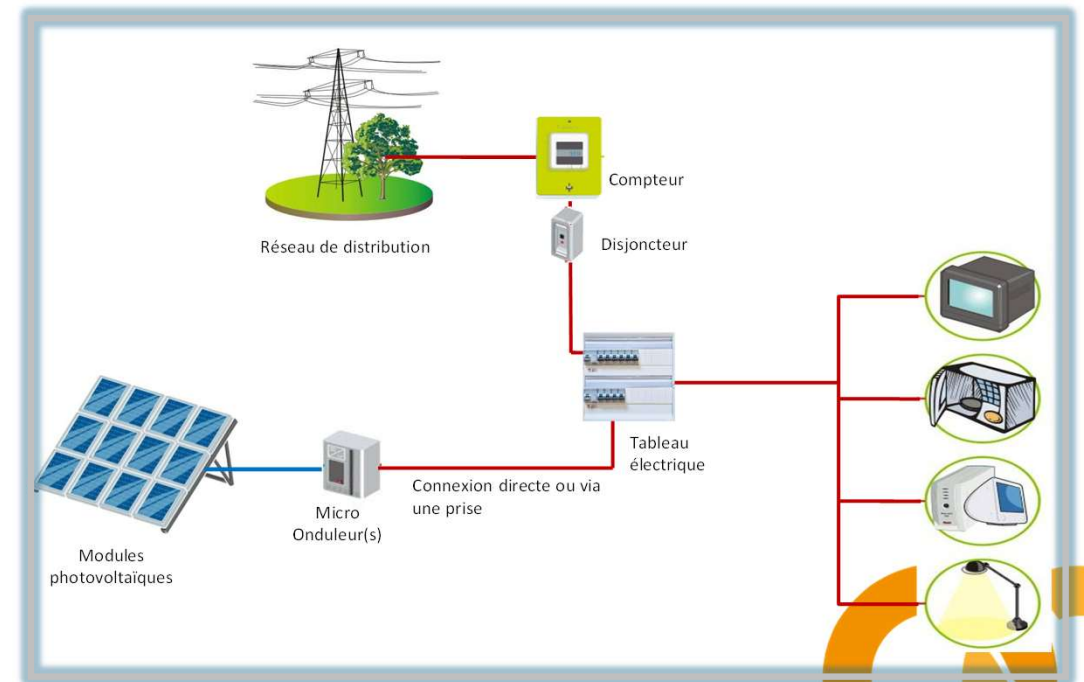 Compteur
Réseau de distribution
Disjoncteur
Tableau
électrique
Connexion directe ou via
une prise
Micro
Onduleur(s)
Modules
photovoltaïques